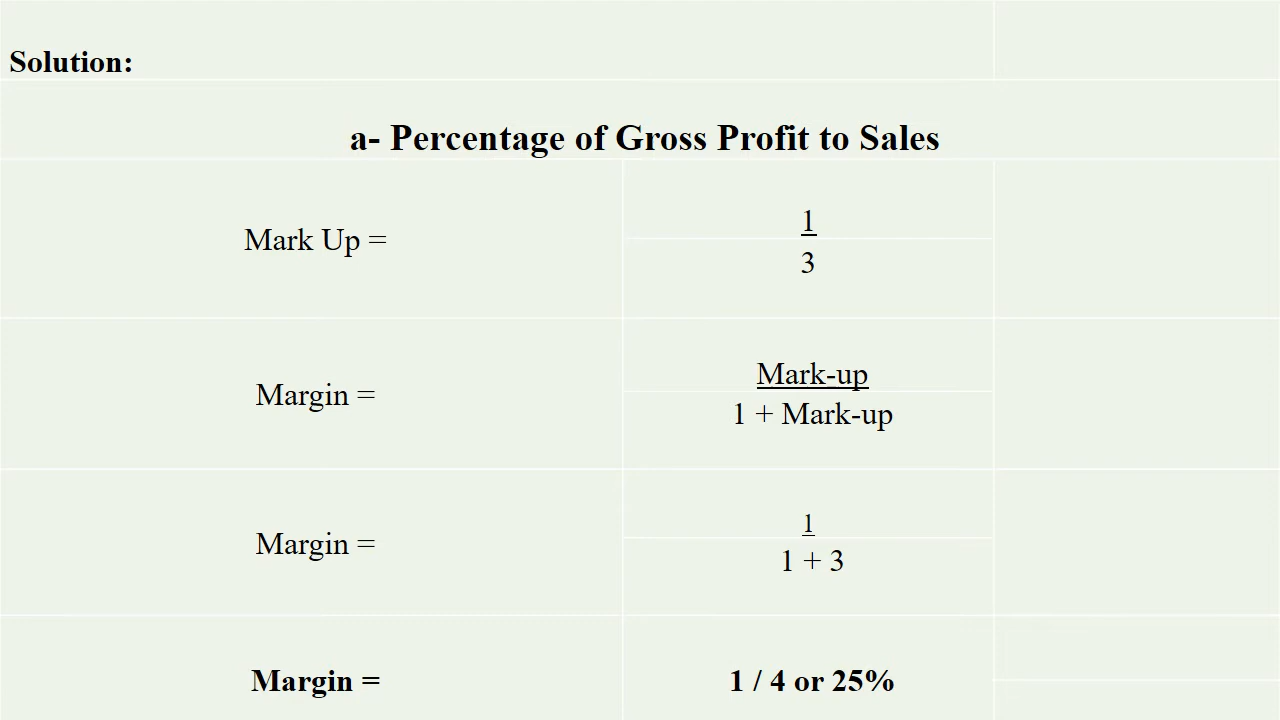 Solution:
a- Percentage of Gross Profit to Sales
Mark Up =
1
3
Margin =
Mark-up
1 + Mark-up
Margin =
1
1 + 3
Margin =
1 / 4 or 25%